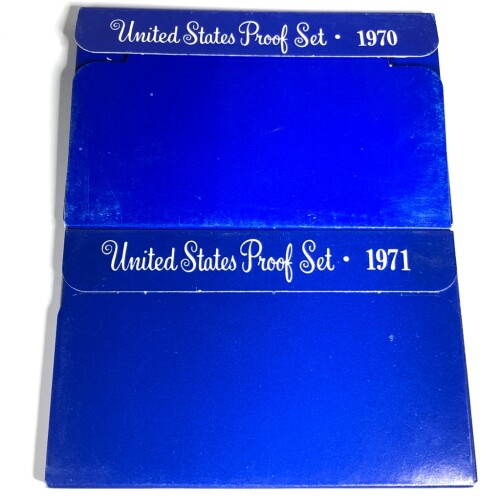 United States Proof Set · 1970
United States Proof Set · 1971